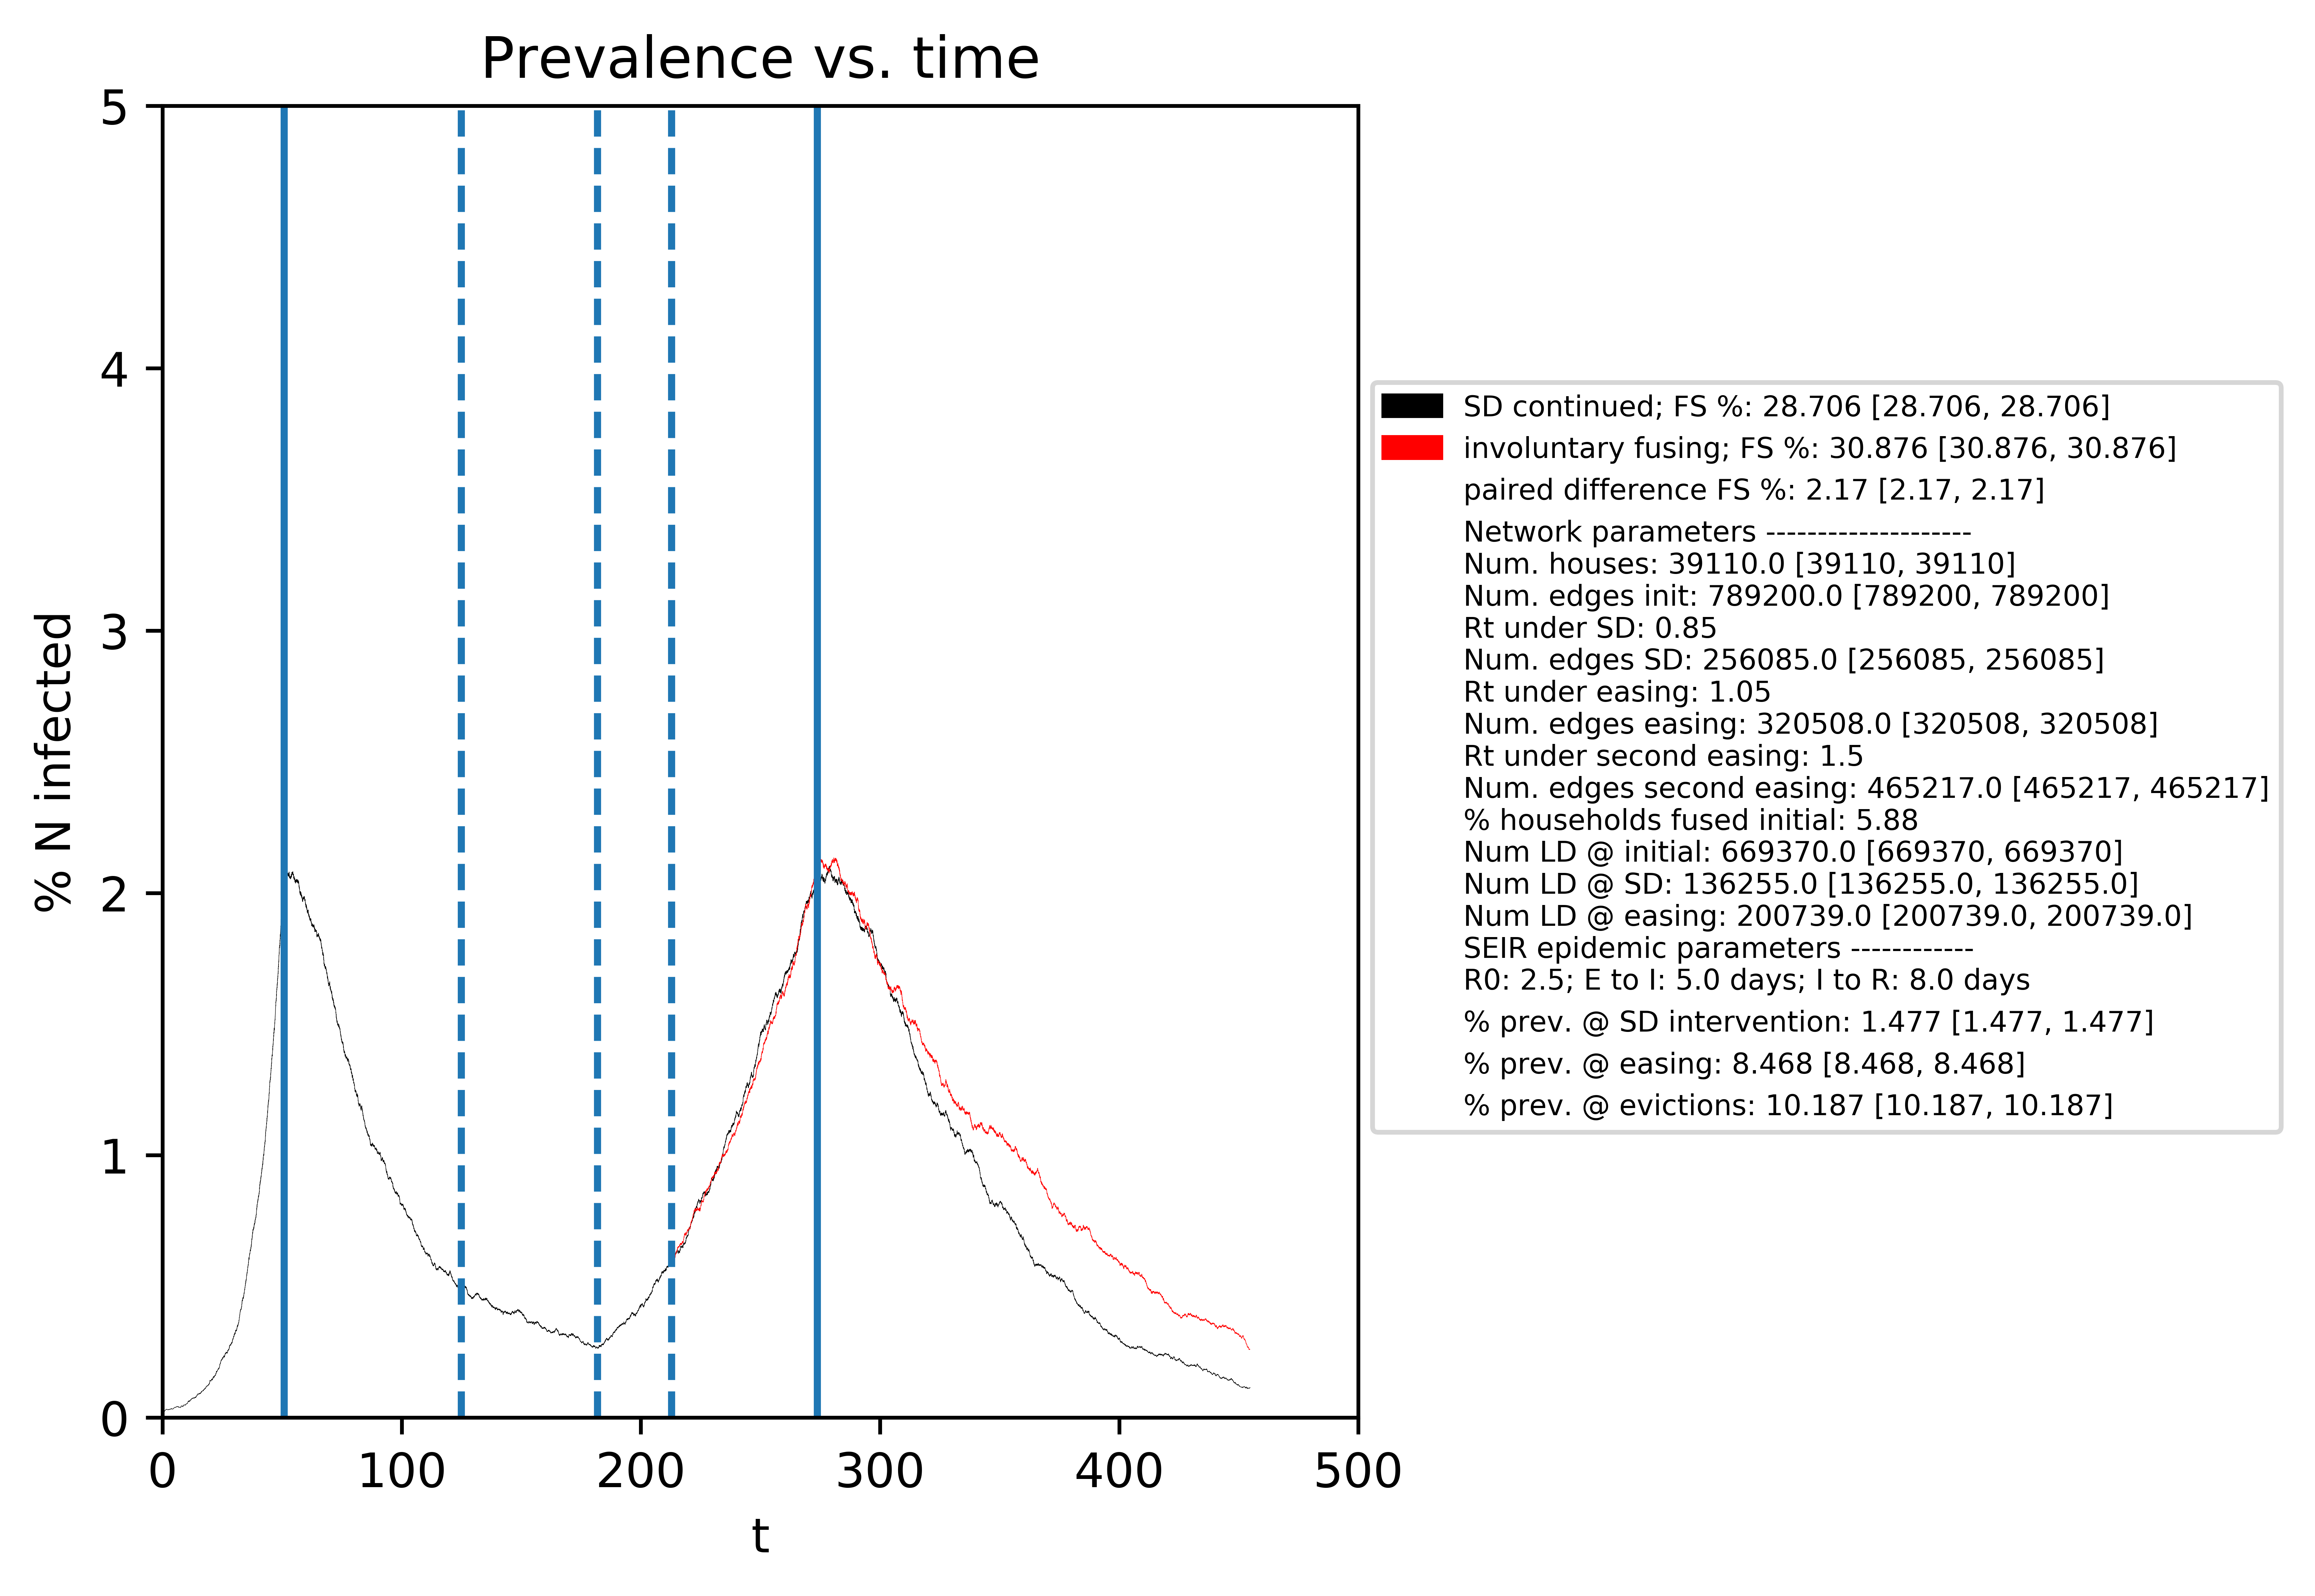 Prevalence vs. time
% N infected
5
4
3
2
1
0
0 100 200 300 400 500
t
SD continued; FS %: 28.706 [28.706, 28.706]
involuntary fusing; FS %: 30.876 [30.876, 30.876]
paired difference FS %: 2.17 [2.17, 2.17]
Network parameters --------------------
Num. houses: 39110.0 [39110, 39110]
Num. edges init: 789200.0 [789200, 789200]
Rt under SD: 0.85
Num. edges SD: 256085.0 [256085, 256085]
Rt under easing: 1.05
Num. edges easing: 320508.0 [320508, 320508]
Rt under second easing: 1.5
Num. edges second easing: 465217.0 [465217, 465217]
% households fused initial: 5.88
Num LD @ initial: 669370.0 [669370, 669370]
Num LD @ SD: 136255.0 [136255.0, 136255.0]
Num LD @ easing: 200739.0 [200739.0, 200739.0]
SEIR epidemic parameters ------------
R0: 2.5; E to I: 5.0 days; I to R: 8.0 days
% prev. @ SD intervention: 1.477 [1.477, 1.477]
% prev. @ easing: 8.468 [8.468, 8.468]
% prev. @ evictions: 10.187 [10.187, 10.187]